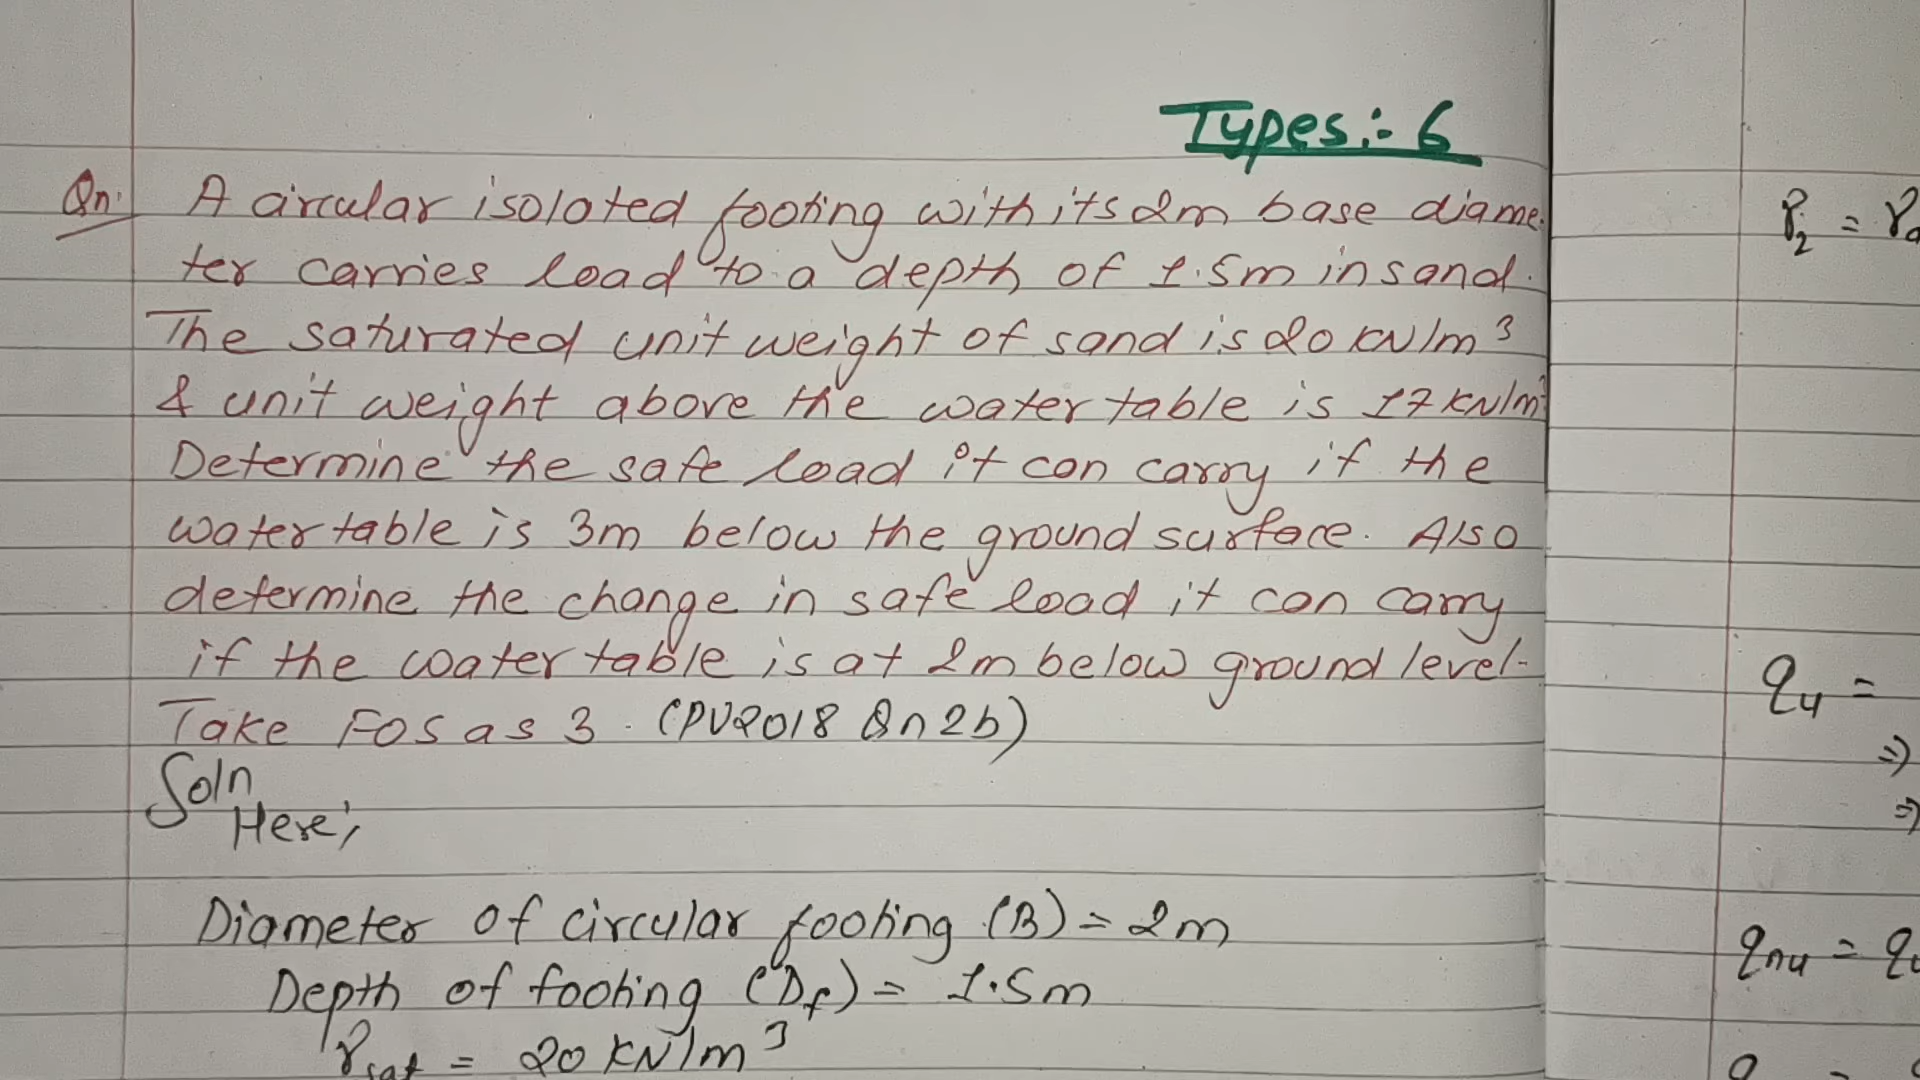 Types:- 6
Qn. A circular isolated footing with its 2m base diame-
ter carries load to a depth of 1.5m in sand.
The saturated unit weight of sand is 20 kN/m³
& unit weight above the water table is 17 kN/m³
Determine the safe load it can carry if the
water table is 3m below the ground surface. Also
determine the change in safe load it can carry
if the water table is at 2m below ground level.
Take FOS as 3. (PU2018 Qn2b)
Soln
Here,
Diameter of circular footing (B) = 2m
Depth of footing (Df) = 1.5m
γsat = 20 kN/m³
γ2 =
qu =
⇒
⇒
qnu =